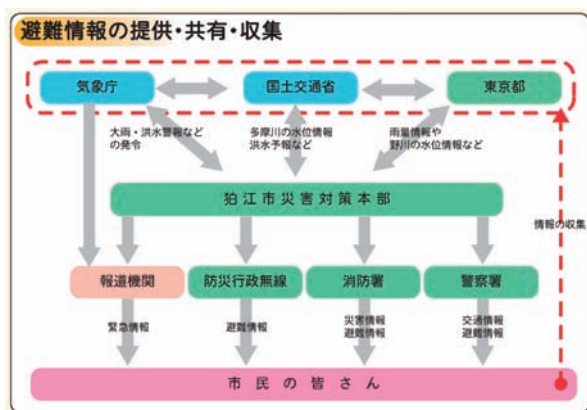 避難情報の提供・共有・収集
気象庁
国土交通省
東京都
大雨・洪水警報など
の発令
多摩川の水位情報
洪水予報など
雨量情報や
野川の水位情報など
狛江市災害対策本部
情報の収集
報道機関
防災行政無線
消防署
警察署
緊急情報
避難情報
災害情報
避難情報
交通情報
避難情報
市民の皆さん